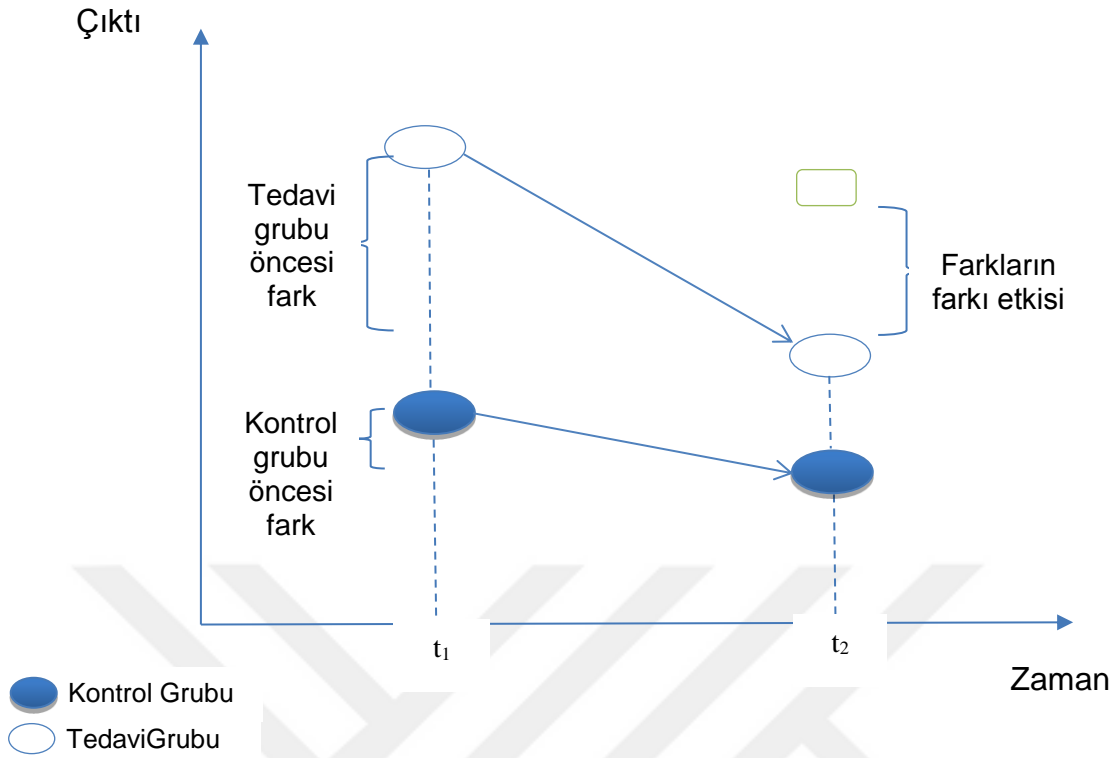 Çıktı
Tedavi
grubu
öncesi
fark
Farkların
farkı etkisi
Kontrol
grubu
öncesi
fark
t₁
t₂
Zaman
Kontrol Grubu
TedaviGrubu